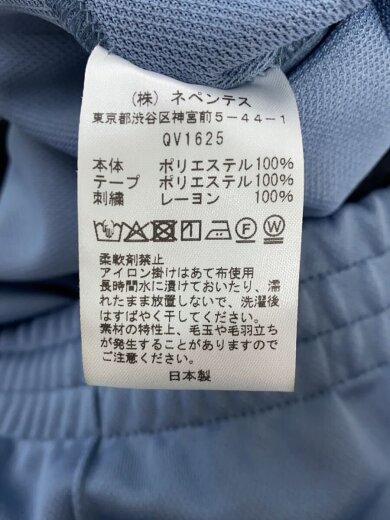 (株) ネペンテス
東京都渋谷区神宮前5-44-1
QV1625
本体 ポリエステル100%
テープ ポリエステル100%
刺繍 レーヨン 100%
柔軟剤禁止
アイロン掛けはあて布使用
長時間水に漬けておいたり、濡
れたまま放置しないで、洗濯後
はすばやく干してください。
素材の特性上、毛玉や毛羽立ち
が発生することがありますので
ご注意ください。
日本製